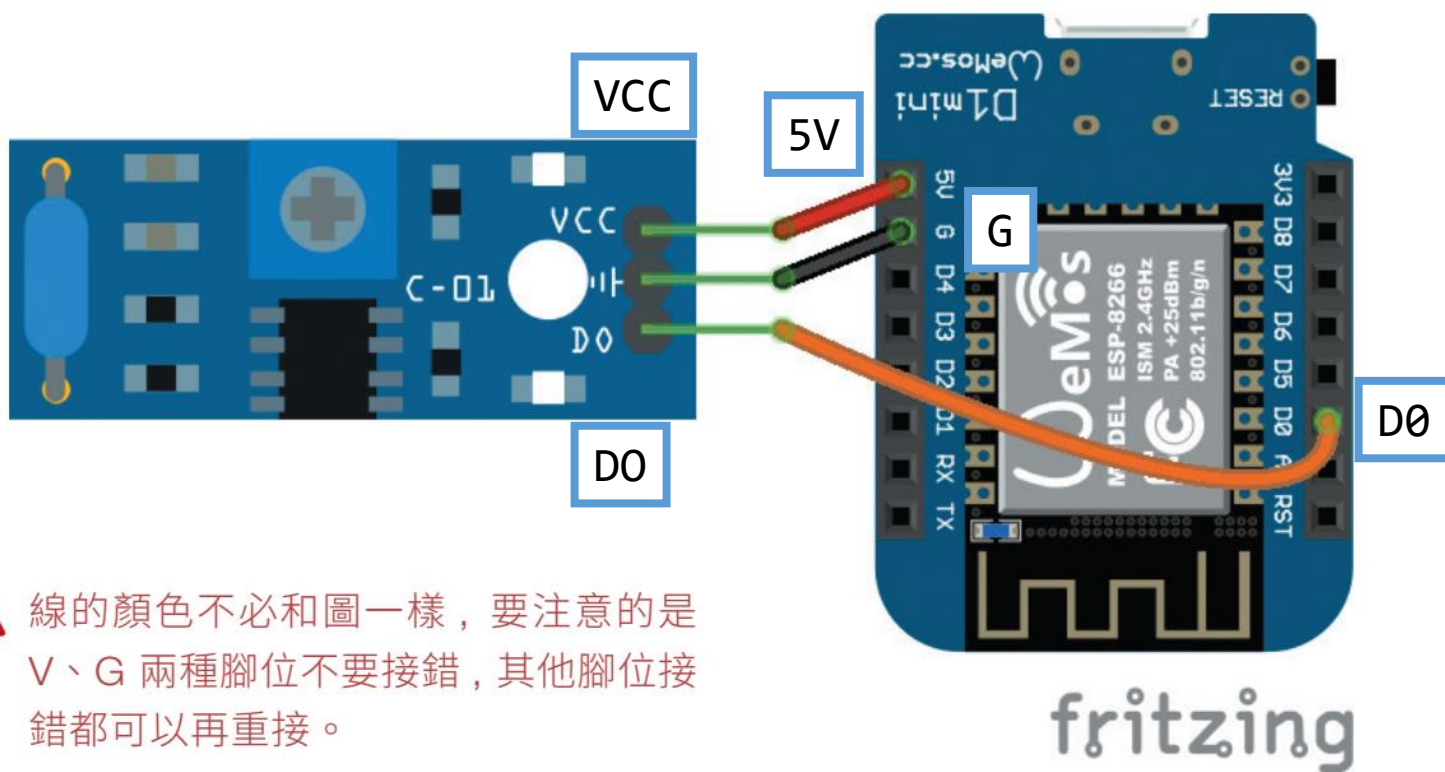 WeMos.cc
D1mini
RESET
VCC
5V
5V
G
G
D4
D3
D2
D1
RX
TX
3V3
D8
D7
D6
D5
D0
RST
VCC
C-01
DO
DO
D0
WeMos
MODEL ESP-8266
ISM 2.4GHz
PA +25dBm
802.11b/g/n
線的顏色不必和圖一樣，要注意的是
V、G 兩種腳位不要接錯，其他腳位接
錯都可以再重接。
fritzing